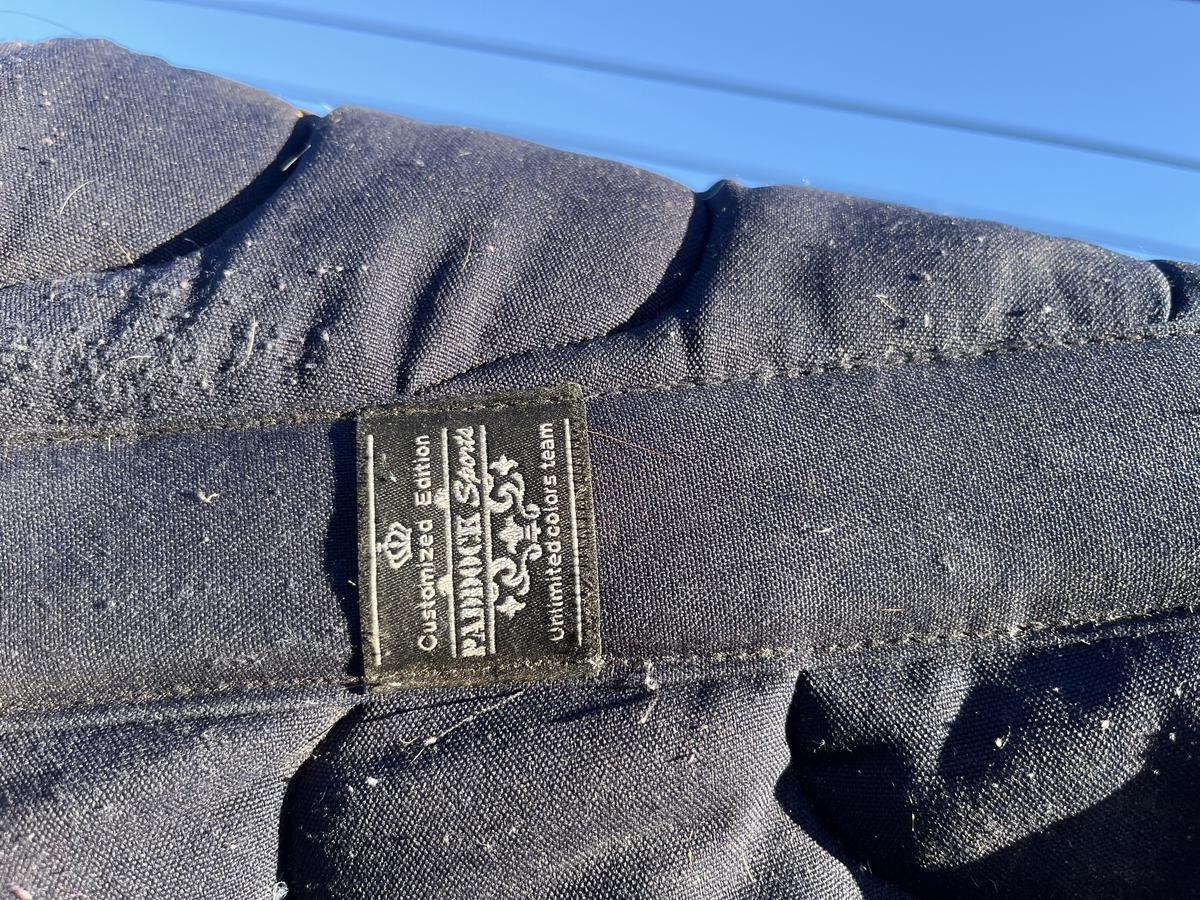 Customized Edition
PADDOCK Sports
Unlimited colors team